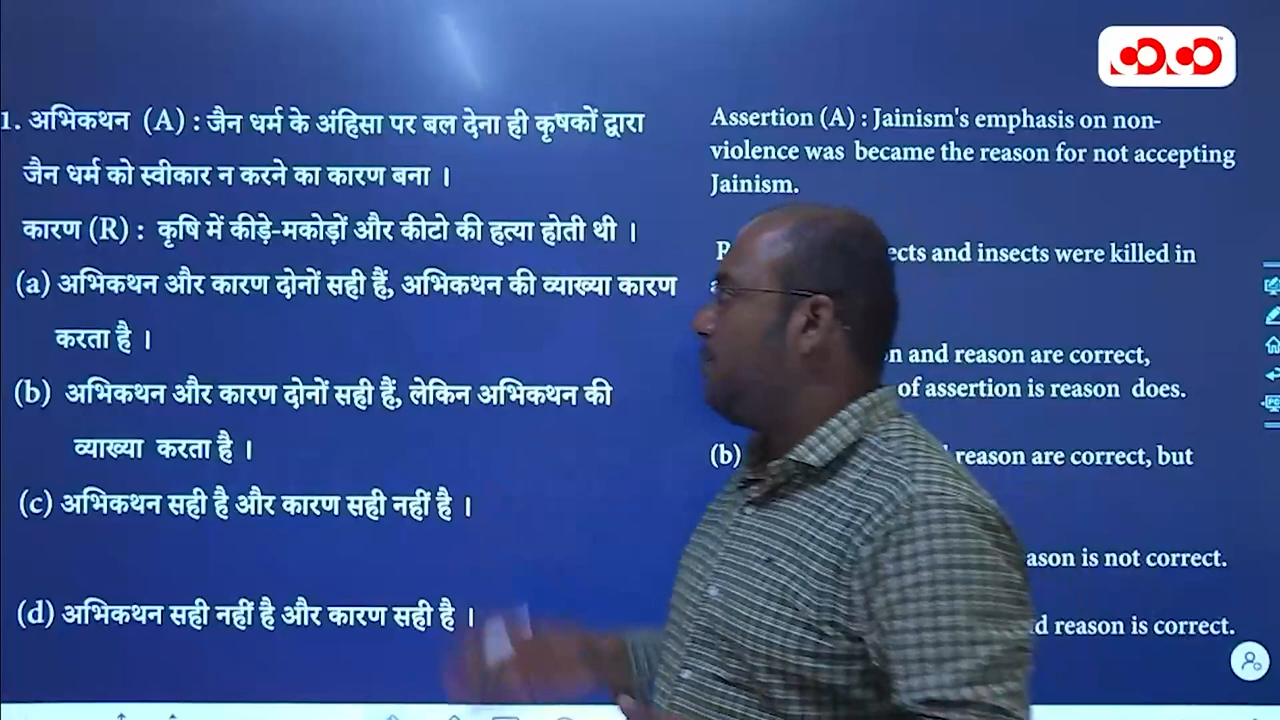 1. अभिकथन (A) : जैन धर्म के अंहिसा पर बल देना ही कृषकों द्वारा
जैन धर्म को स्वीकार न करने का कारण बना ।
कारण (R) : कृषि में कीड़े-मकोड़ों और कीटो की हत्या होती थी ।
(a) अभिकथन और कारण दोनों सही हैं, अभिकथन की व्याख्या कारण
करता है ।
(b) अभिकथन और कारण दोनों सही हैं, लेकिन अभिकथन की
व्याख्या करता है ।
(c) अभिकथन सही है और कारण सही नहीं है ।
(d) अभिकथन सही नहीं है और कारण सही है ।
Assertion (A) : Jainism's emphasis on non-
violence was became the reason for not accepting
Jainism.
and insects were killed in
and reason are correct,
of assertion is reason does.
(b) reason are correct, but
is not correct.
reason is correct.